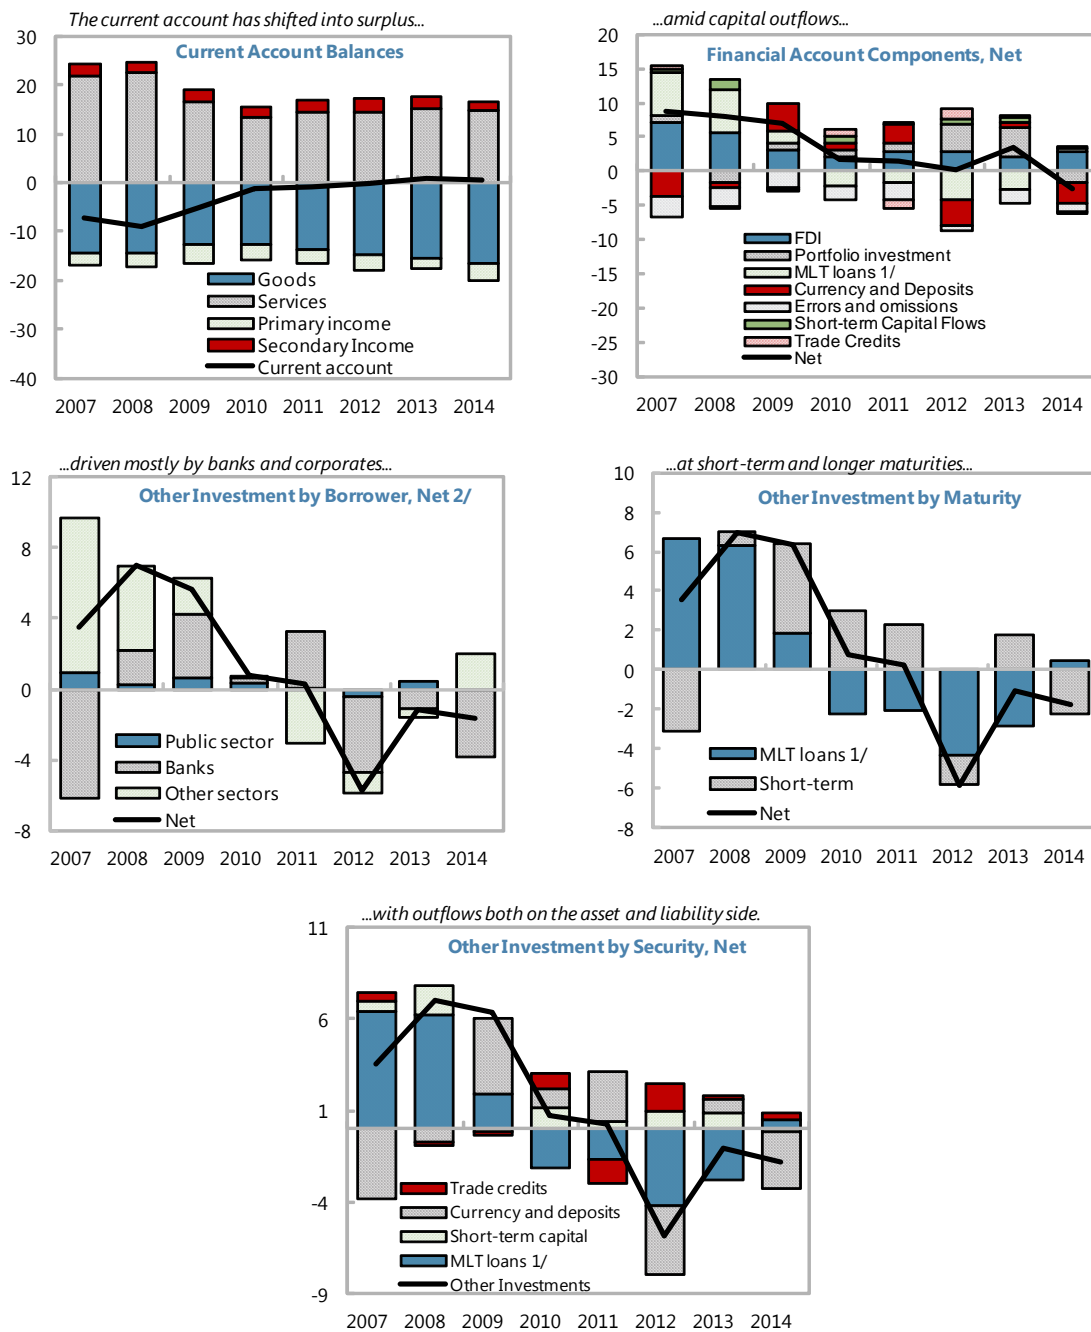 The current account has shifted into surplus...
Current Account Balances
30
20
10
0
-10
-20
-30
-40
Goods
Services
Primary income
Secondary Income
Current account
2007 2008 2009 2010 2011 2012 2013 2014
...amid capital outflows...
Financial Account Components, Net
20
15
10
5
0
-5
-10
-15
-20
-25
-30
FDI
Portfolio investment
MLT loans 1/
Currency and Deposits
Errors and omissions
Short-term Capital Flows
Trade Credits
Net
2007 2008 2009 2010 2011 2012 2013 2014
...driven mostly by banks and corporates...
Other Investment by Borrower, Net 2/
12
8
4
0
-4
-8
Public sector
Banks
Other sectors
Net
2007 2008 2009 2010 2011 2012 2013 2014
...at short-term and longer maturities...
Other Investment by Maturity
10
8
6
4
2
0
-2
-4
-6
-8
MLT loans 1/
Short-term
Net
2007 2008 2009 2010 2011 2012 2013 2014
...with outflows both on the asset and liability side.
Other Investment by Security, Net
11
6
1
-4
-9
Trade credits
Currency and deposits
Short-term capital
MLT loans 1/
Other Investments
2007 2008 2009 2010 2011 2012 2013 2014